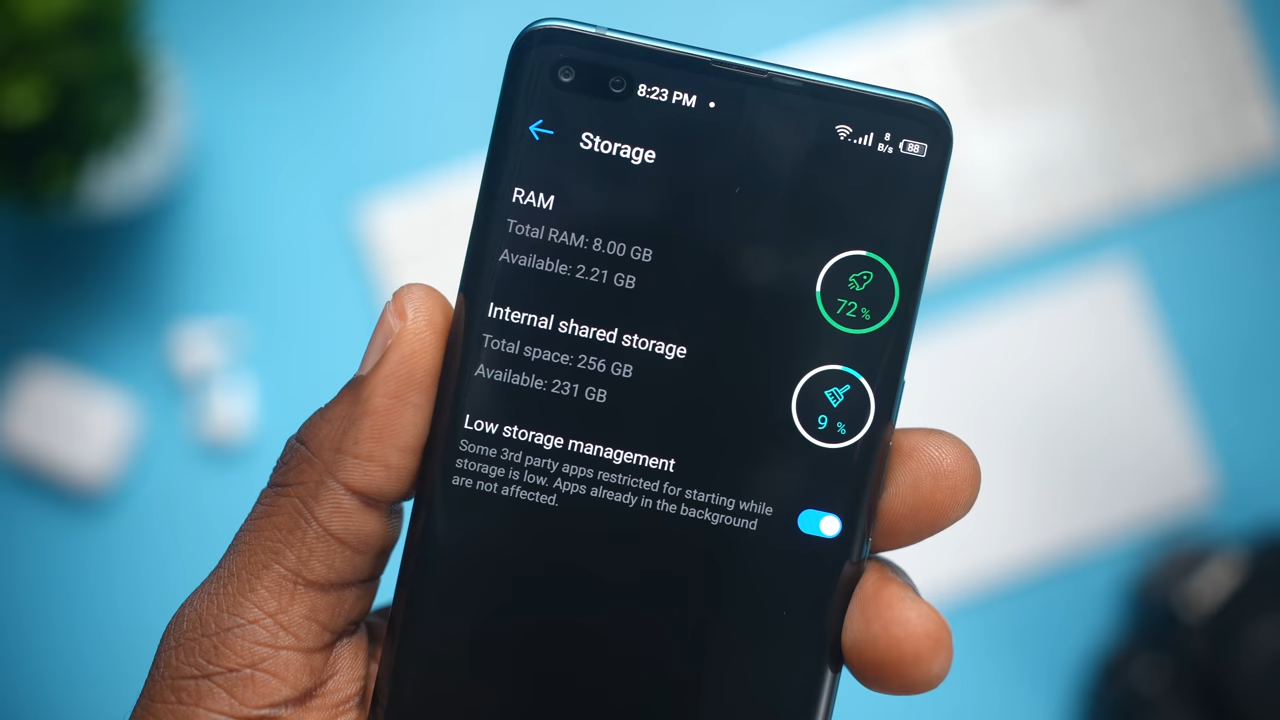 8:23 PM
8 B/s
88
Storage
RAM
Total RAM: 8.00 GB
Available: 2.21 GB
72 %
Internal shared storage
Total space: 256 GB
Available: 231 GB
9 %
Low storage management
Some 3rd party apps restricted for starting while
storage is low. Apps already in the background
are not affected.